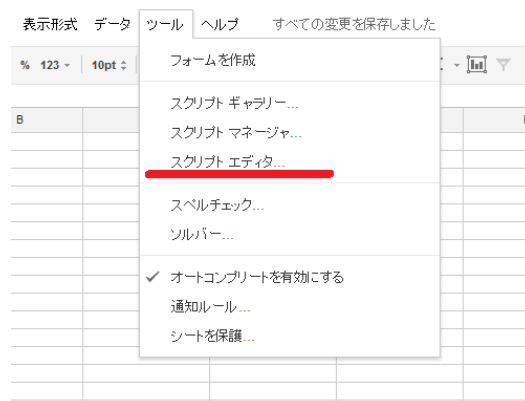 表示形式 データ ツール ヘルプ すべての変更を保存しました
% 123 10pt
フォームを作成
B
スクリプト ギャラリー...
スクリプト マネージャ...
スクリプト エディタ...
スペルチェック...
ソルバー...
✓ オートコンプリートを有効にする
通知ルール...
シートを保護...